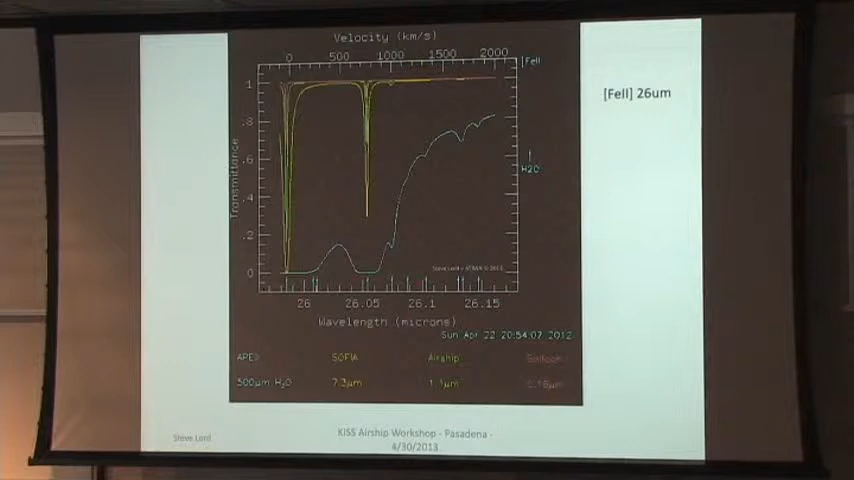 Velocity (km/s)
0 500 1000 1500 2000
[FeII
[FeII] 26um
1
.8
.6
H2O
Transmittance
.4
.2
0
26 26.05 26.1 26.15
Wavelength (microns)
Sun Apr 22 20:54:07 2012
APEX SOFIA Airship Balloon
500μm H2O 7.3μm 1.1μm
Steve Lord
KISS Airship Workshop - Pasadena -
4/30/2013